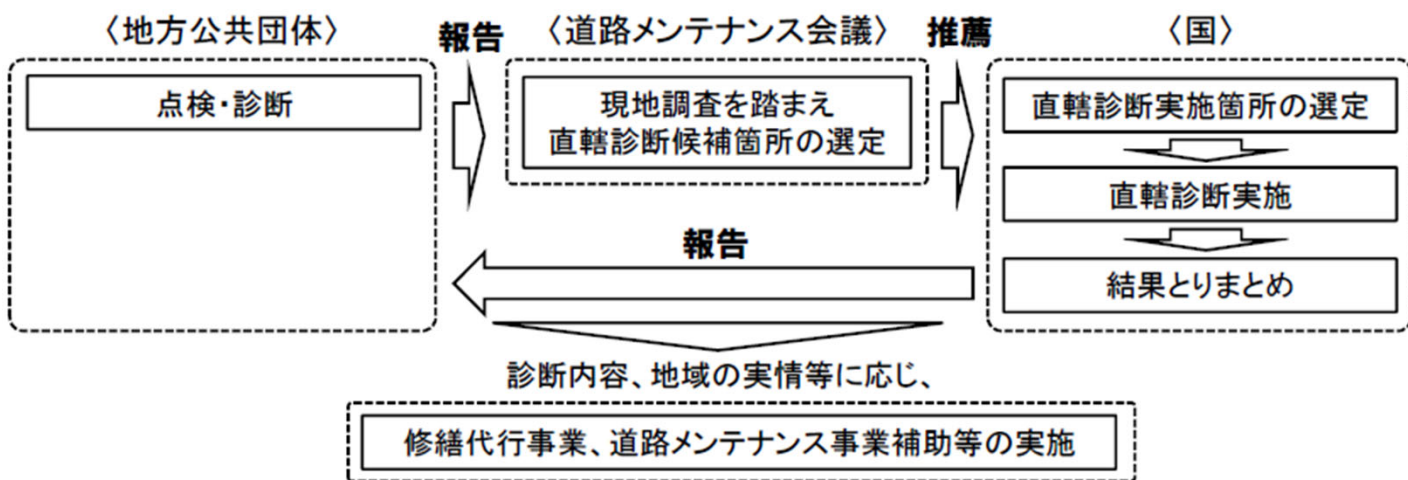 〈地方公共団体〉
報告
〈道路メンテナンス会議〉
推薦
〈国〉
点検・診断
現地調査を踏まえ
直轄診断候補箇所の選定
直轄診断実施箇所の選定
直轄診断実施
結果とりまとめ
報告
診断内容、地域の実情等に応じ、
修繕代行事業、道路メンテナンス事業補助等の実施